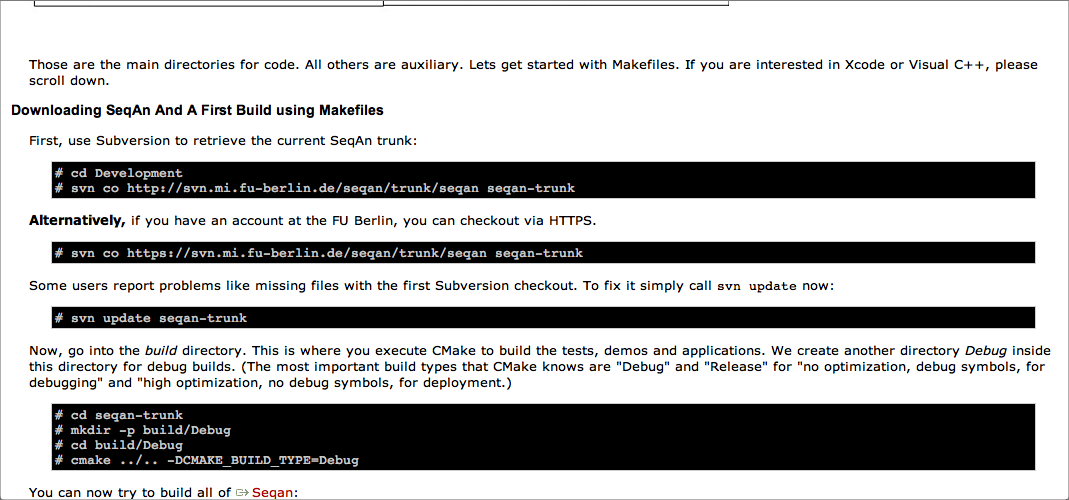 Those are the main directories for code. All others are auxiliary. Lets get started with Makefiles. If you are interested in Xcode or Visual C++, please
scroll down.
Downloading SeqAn And A First Build using Makefiles
First, use Subversion to retrieve the current SeqAn trunk:
# cd Development
# svn co http://svn.mi.fu-berlin.de/seqan/trunk/seqan seqan-trunk
Alternatively, if you have an account at the FU Berlin, you can checkout via HTTPS.
# svn co https://svn.mi.fu-berlin.de/seqan/trunk/seqan seqan-trunk
Some users report problems like missing files with the first Subversion checkout. To fix it simply call svn update now:
# svn update seqan-trunk
Now, go into the build directory. This is where you execute CMake to build the tests, demos and applications. We create another directory Debug inside
this directory for debug builds. (The most important build types that CMake knows are "Debug" and "Release" for "no optimization, debug symbols, for
debugging" and "high optimization, no debug symbols, for deployment.)
# cd seqan-trunk
# mkdir -p build/Debug
# cd build/Debug
# cmake ../.. -DCMAKE_BUILD_TYPE=Debug
You can now try to build all of Seqan: